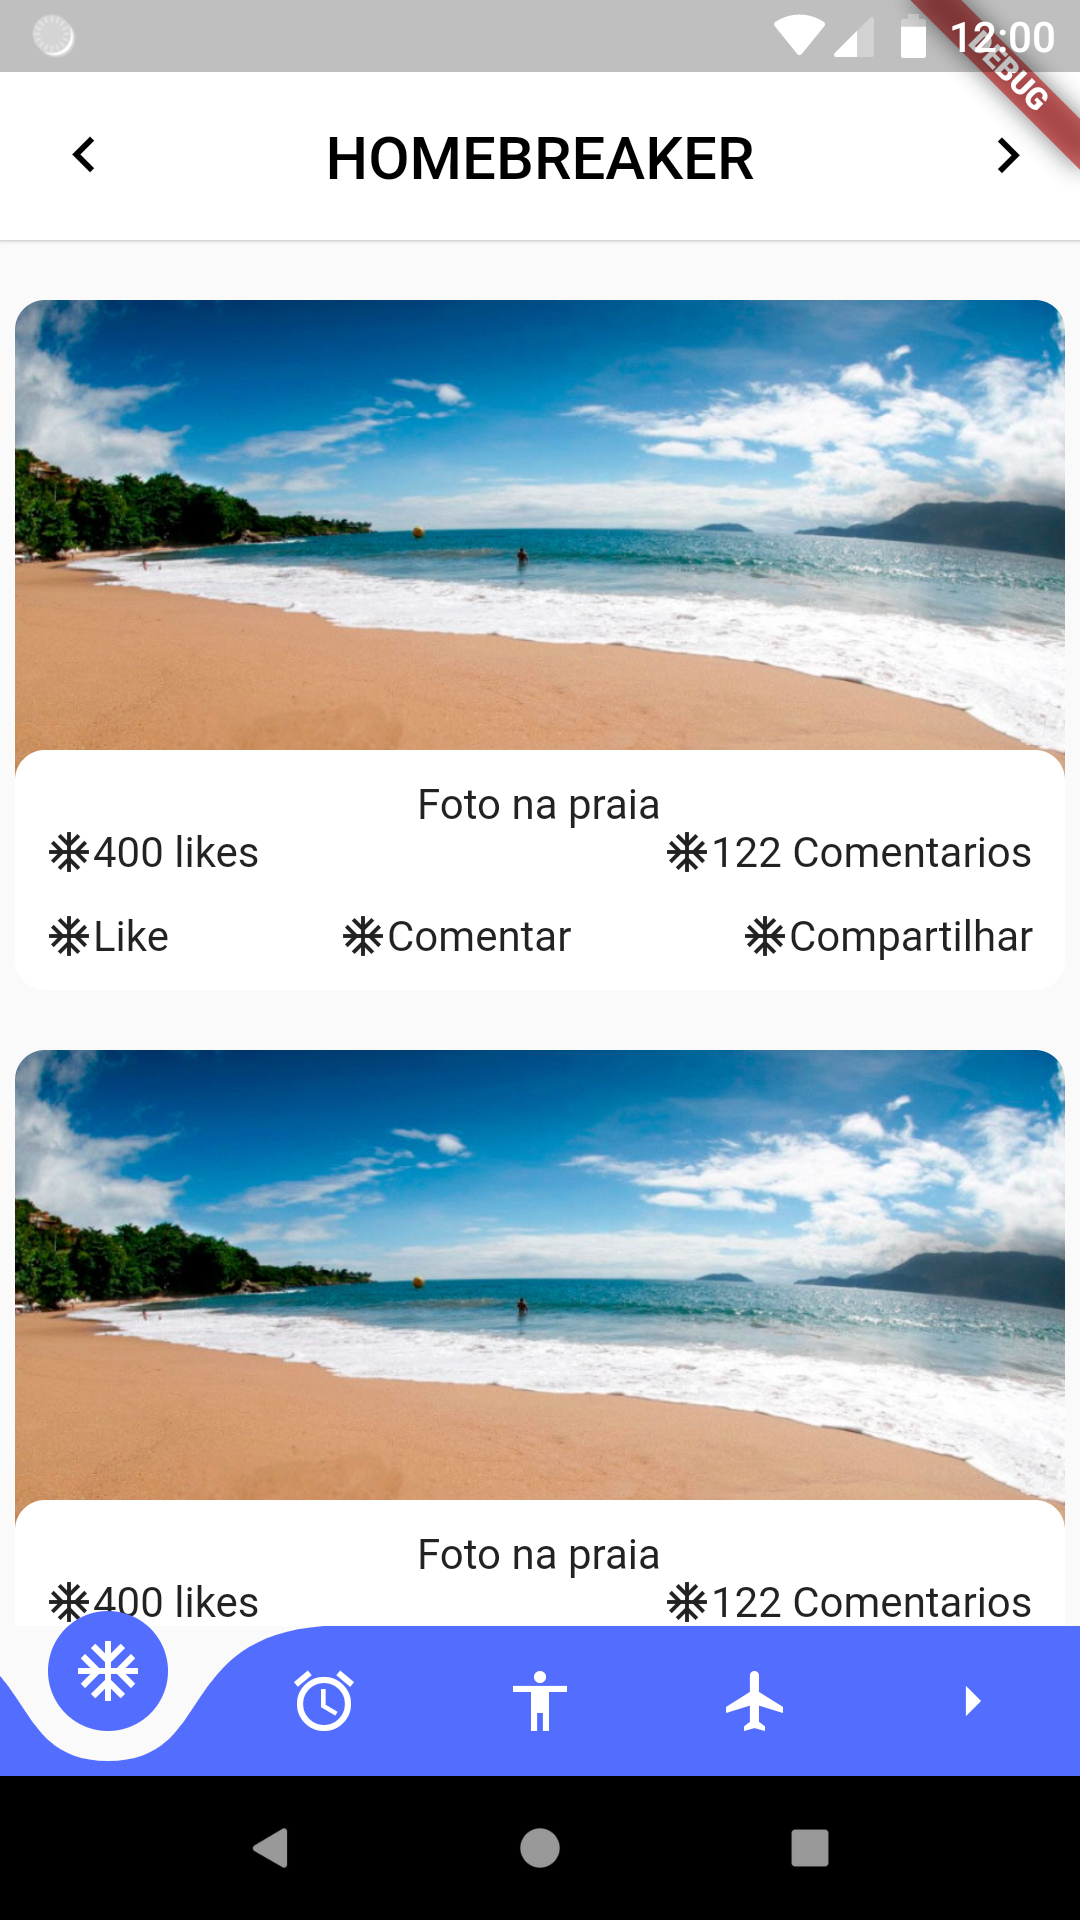 12:00
DEBUG
HOMEBREAKER
Foto na praia
400 likes 122 Comentarios
Like Comentar Compartilhar
Foto na praia
400 likes 122 Comentarios